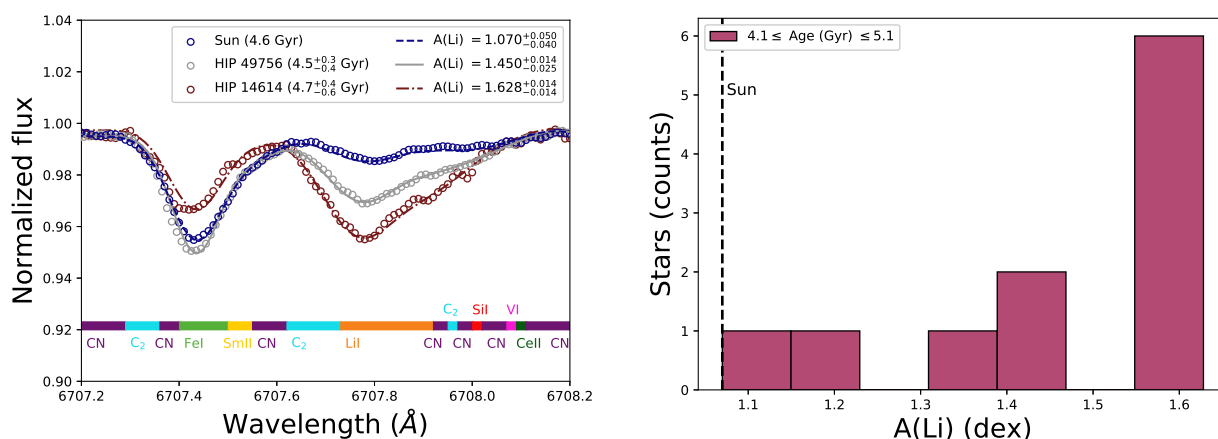 1.04
1.02
1.00
0.98
0.96
0.94
0.92
0.90
Normalized flux
Sun (4.6 Gyr)
HIP 49756 (4.5^{+0.3}_{−0.4} Gyr)
HIP 14614 (4.7^{+0.4}_{−0.6} Gyr)
A(Li) = 1.070^{+0.050}_{−0.040}
A(Li) = 1.450^{+0.014}_{−0.025}
A(Li) = 1.628^{+0.014}_{−0.014}
C₂ SiI VI
CN C₂ CN FeI SmII CN C₂ LiI CN CN CN CeII CN
6707.2 6707.4 6707.6 6707.8 6708.0 6708.2
Wavelength (Å)
4.1 ≤ Age (Gyr) ≤ 5.1
Sun
6
5
4
3
2
1
0
Stars (counts)
1.1 1.2 1.3 1.4 1.5 1.6
A(Li) (dex)